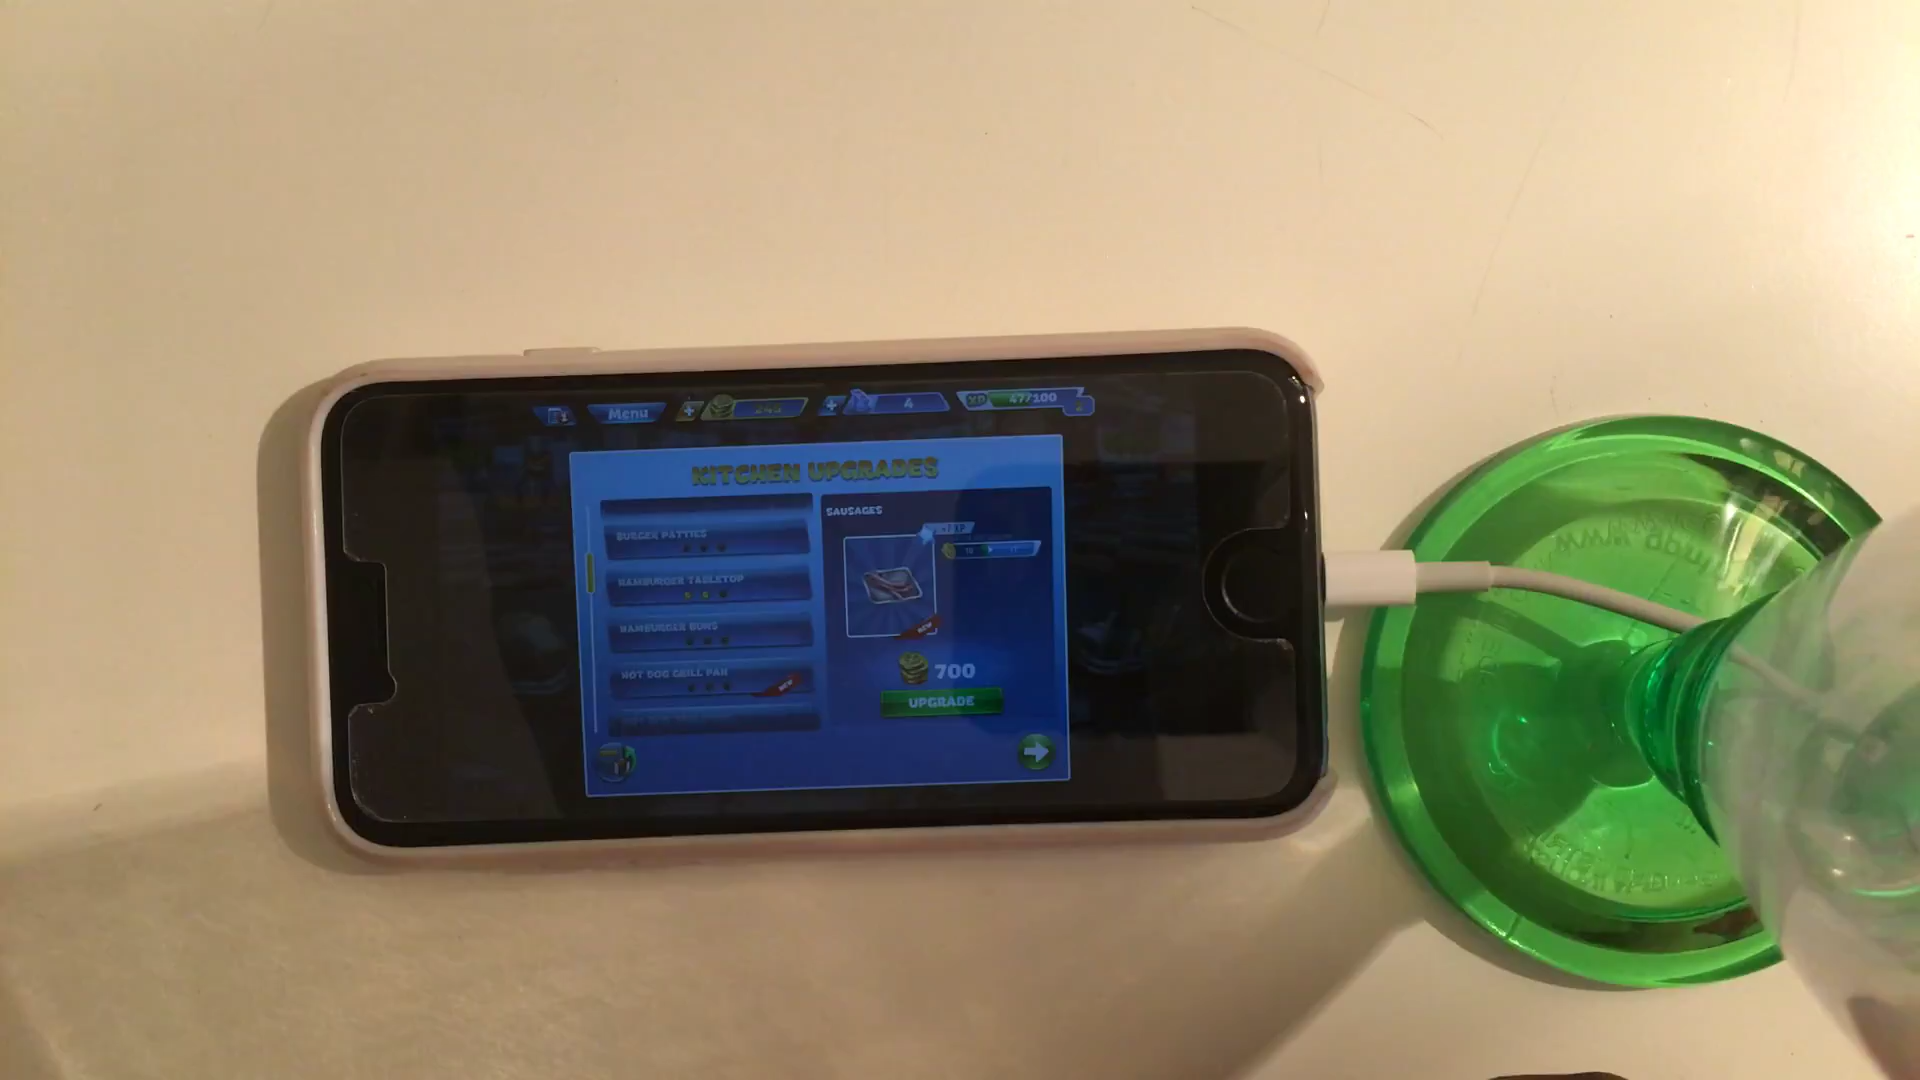 Menu
245
4
XP
47/100
KITCHEN UPGRADES
BURGER PATTIES
HAMBURGER TABLETOP
HAMBURGER BUNS
HOT DOG GRILL PAN
NEW
SAUSAGES
NEW
700
UPGRADE